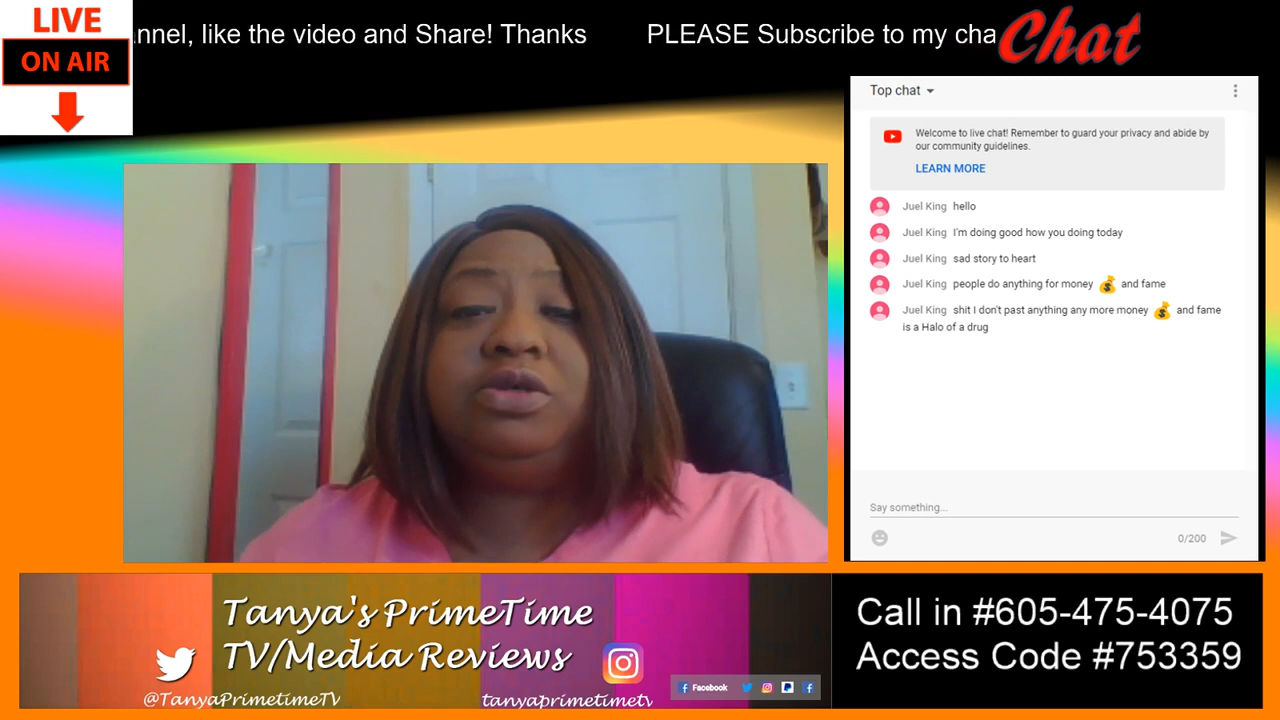 LIVE
ON AIR
annel, like the video and Share! Thanks PLEASE Subscribe to my cha
Chat
Top chat
Welcome to live chat! Remember to guard your privacy and abide by
our community guidelines.
LEARN MORE
Juel King hello
Juel King I'm doing good how you doing today
Juel King sad story to heart
Juel King people do anything for money 💰 and fame
Juel King shit I don't past anything any more money 💰 and fame
is a Halo of a drug
Say something...
0/200
Tanya's PrimeTime
TV/Media Reviews
@TanyaPrimetimeTV
tanyaprimetimetv
Facebook
Call in #605-475-4075
Access Code #753359